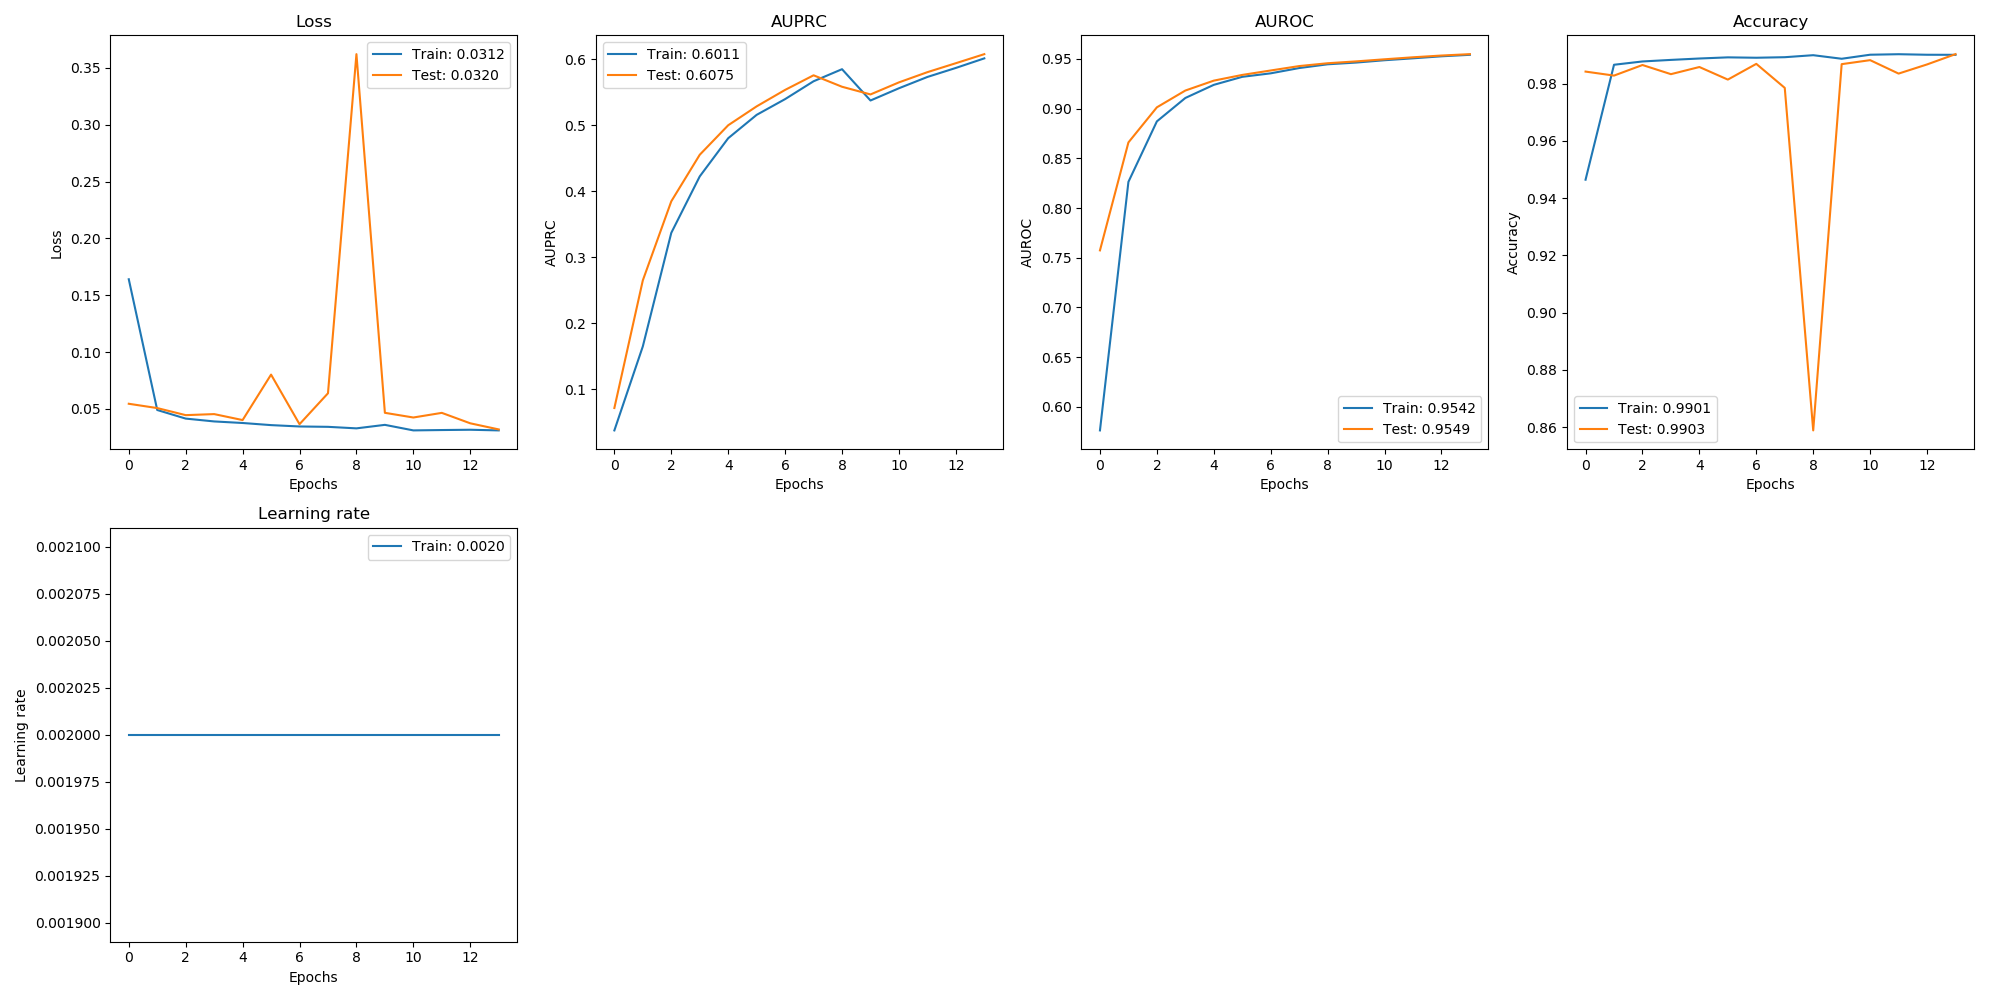 Loss
Train: 0.0312
Test: 0.0320
0.35
0.30
0.25
0.20
0.15
0.10
0.05
Loss
0 2 4 6 8 10 12
Epochs
AUPRC
Train: 0.6011
Test: 0.6075
0.6
0.5
0.4
0.3
0.2
0.1
AUPRC
0 2 4 6 8 10 12
Epochs
AUROC
0.95
0.90
0.85
0.80
0.75
0.70
0.65
0.60
AUROC
Train: 0.9542
Test: 0.9549
0 2 4 6 8 10 12
Epochs
Accuracy
0.98
0.96
0.94
0.92
0.90
0.88
0.86
Accuracy
Train: 0.9901
Test: 0.9903
0 2 4 6 8 10 12
Epochs
Learning rate
Train: 0.0020
0.002100
0.002075
0.002050
0.002025
0.002000
0.001975
0.001950
0.001925
0.001900
Learning rate
0 2 4 6 8 10 12
Epochs